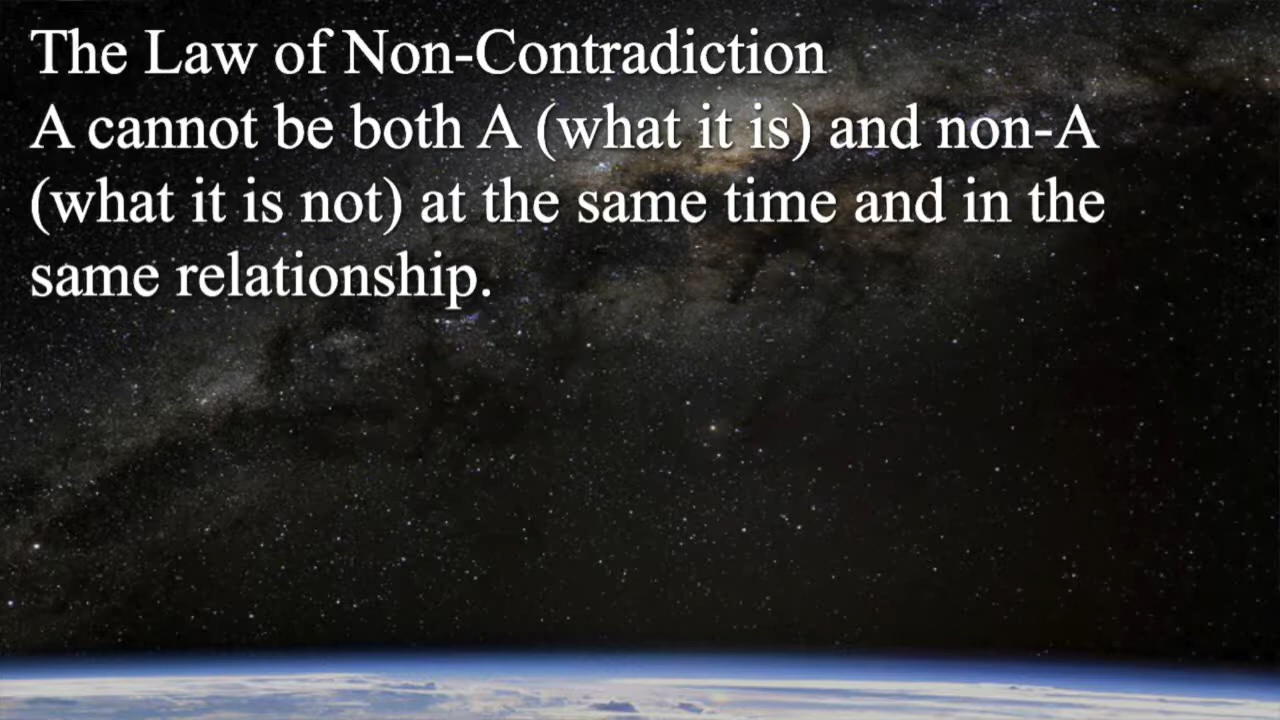 The Law of Non-Contradiction
A cannot be both A (what it is) and non-A
(what it is not) at the same time and in the
same relationship.